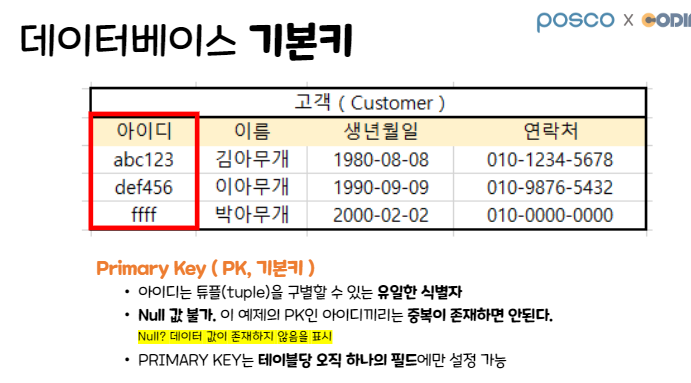 posco x CODIN
데이터베이스 기본키
고객 ( Customer )
아이디 이름 생년월일 연락처
abc123 김아무개 1980-08-08 010-1234-5678
def456 이아무개 1990-09-09 010-9876-5432
ffff 박아무개 2000-02-02 010-0000-0000
Primary Key ( PK, 기본키 )
• 아이디는 튜플(tuple)을 구별할 수 있는 유일한 식별자
• Null 값 불가. 이 예제의 PK인 아이디끼리는 중복이 존재하면 안된다.
Null? 데이터 값이 존재하지 않음을 표시
• PRIMARY KEY는 테이블당 오직 하나의 필드에만 설정 가능